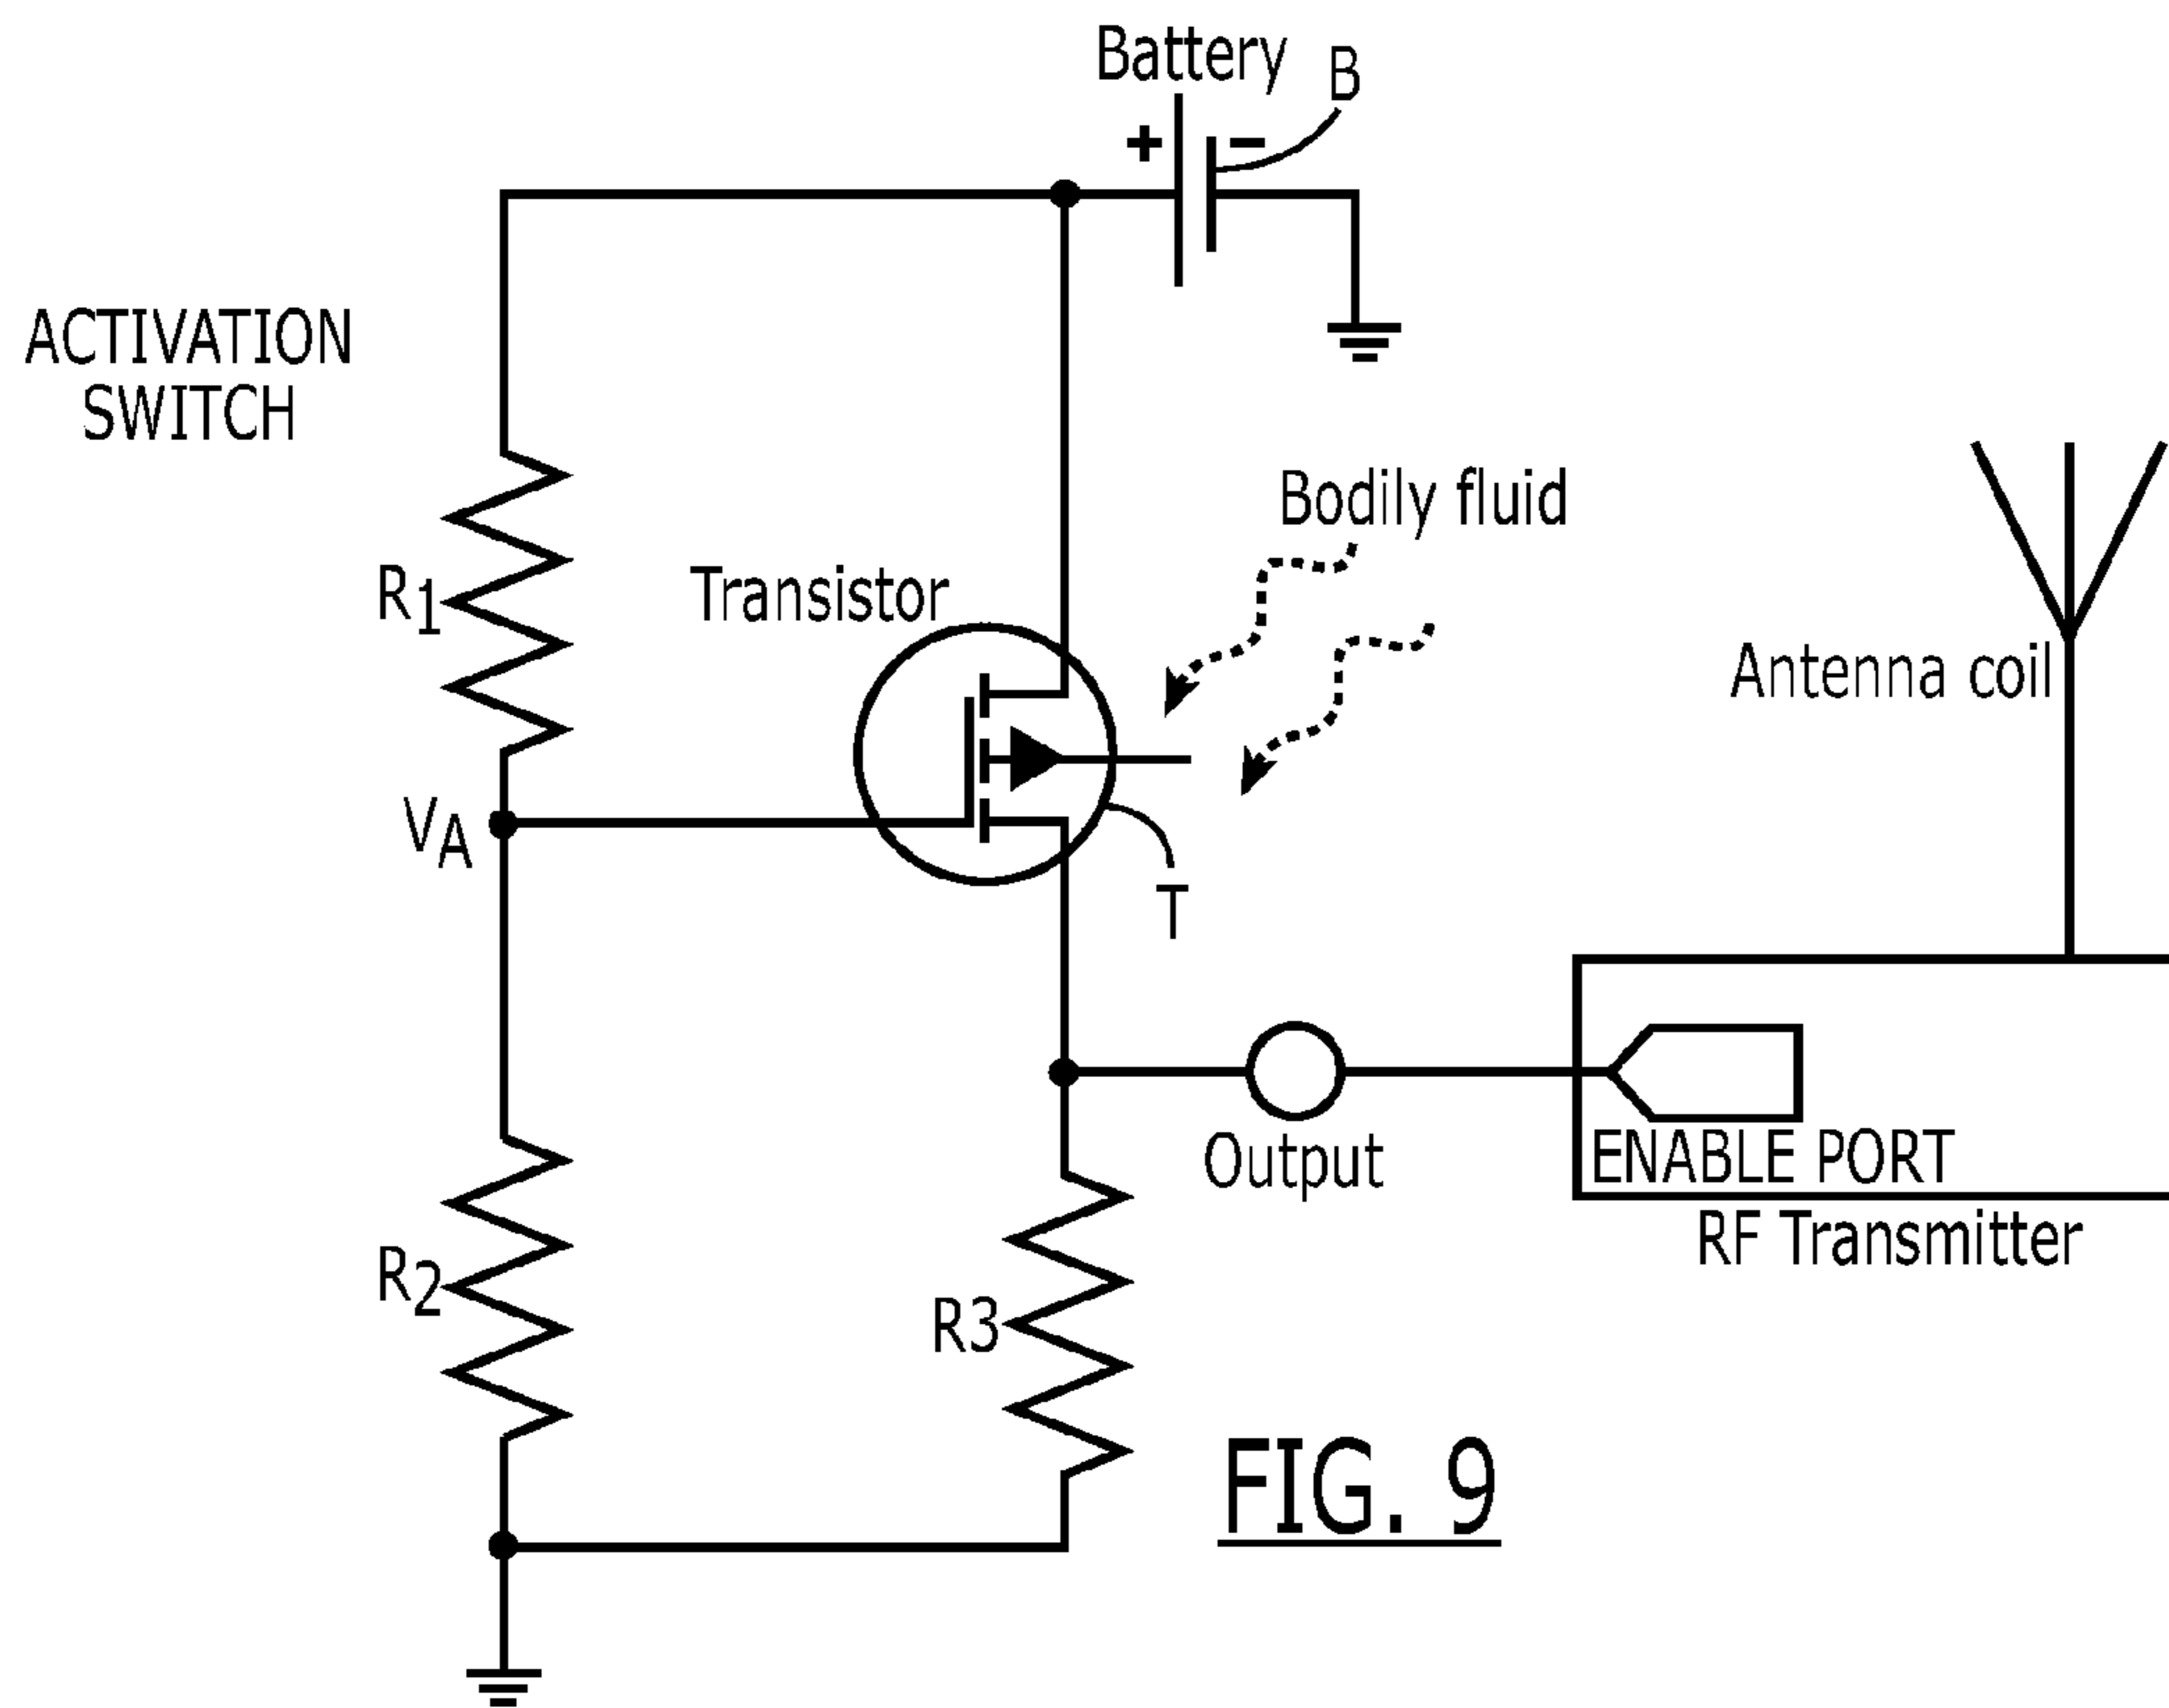 Battery
B
+ −
ACTIVATION
SWITCH
Bodily fluid
R1
Transistor
Antenna coil
VA
T
Output
ENABLE PORT
RF Transmitter
R2
R3
FIG. 9